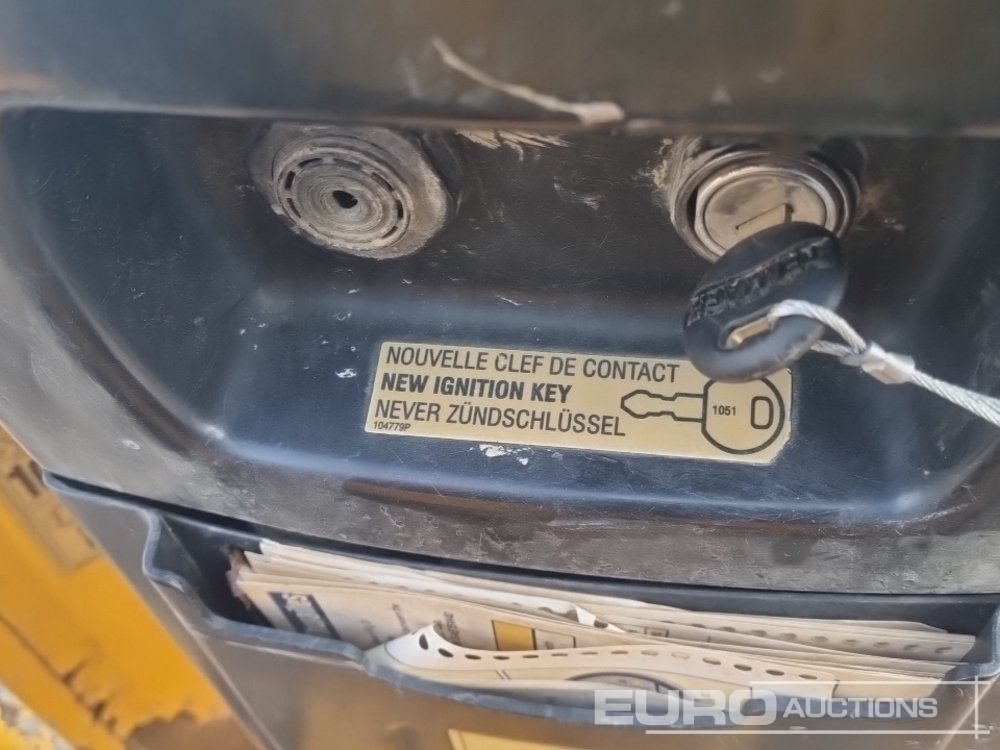 NOUVELLE CLEF DE CONTACT
NEW IGNITION KEY
NEVER ZÜNDSCHLÜSSEL
104779P
1051
EURO AUCTIONS